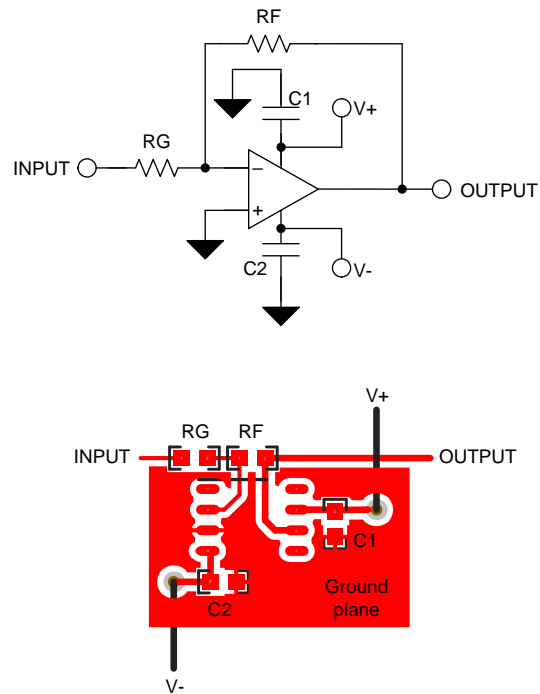 RF
C1
V+
RG
INPUT
−
+
OUTPUT
C2
V-
V+
RG
RF
INPUT
OUTPUT
C1
C2
Ground
plane
V-